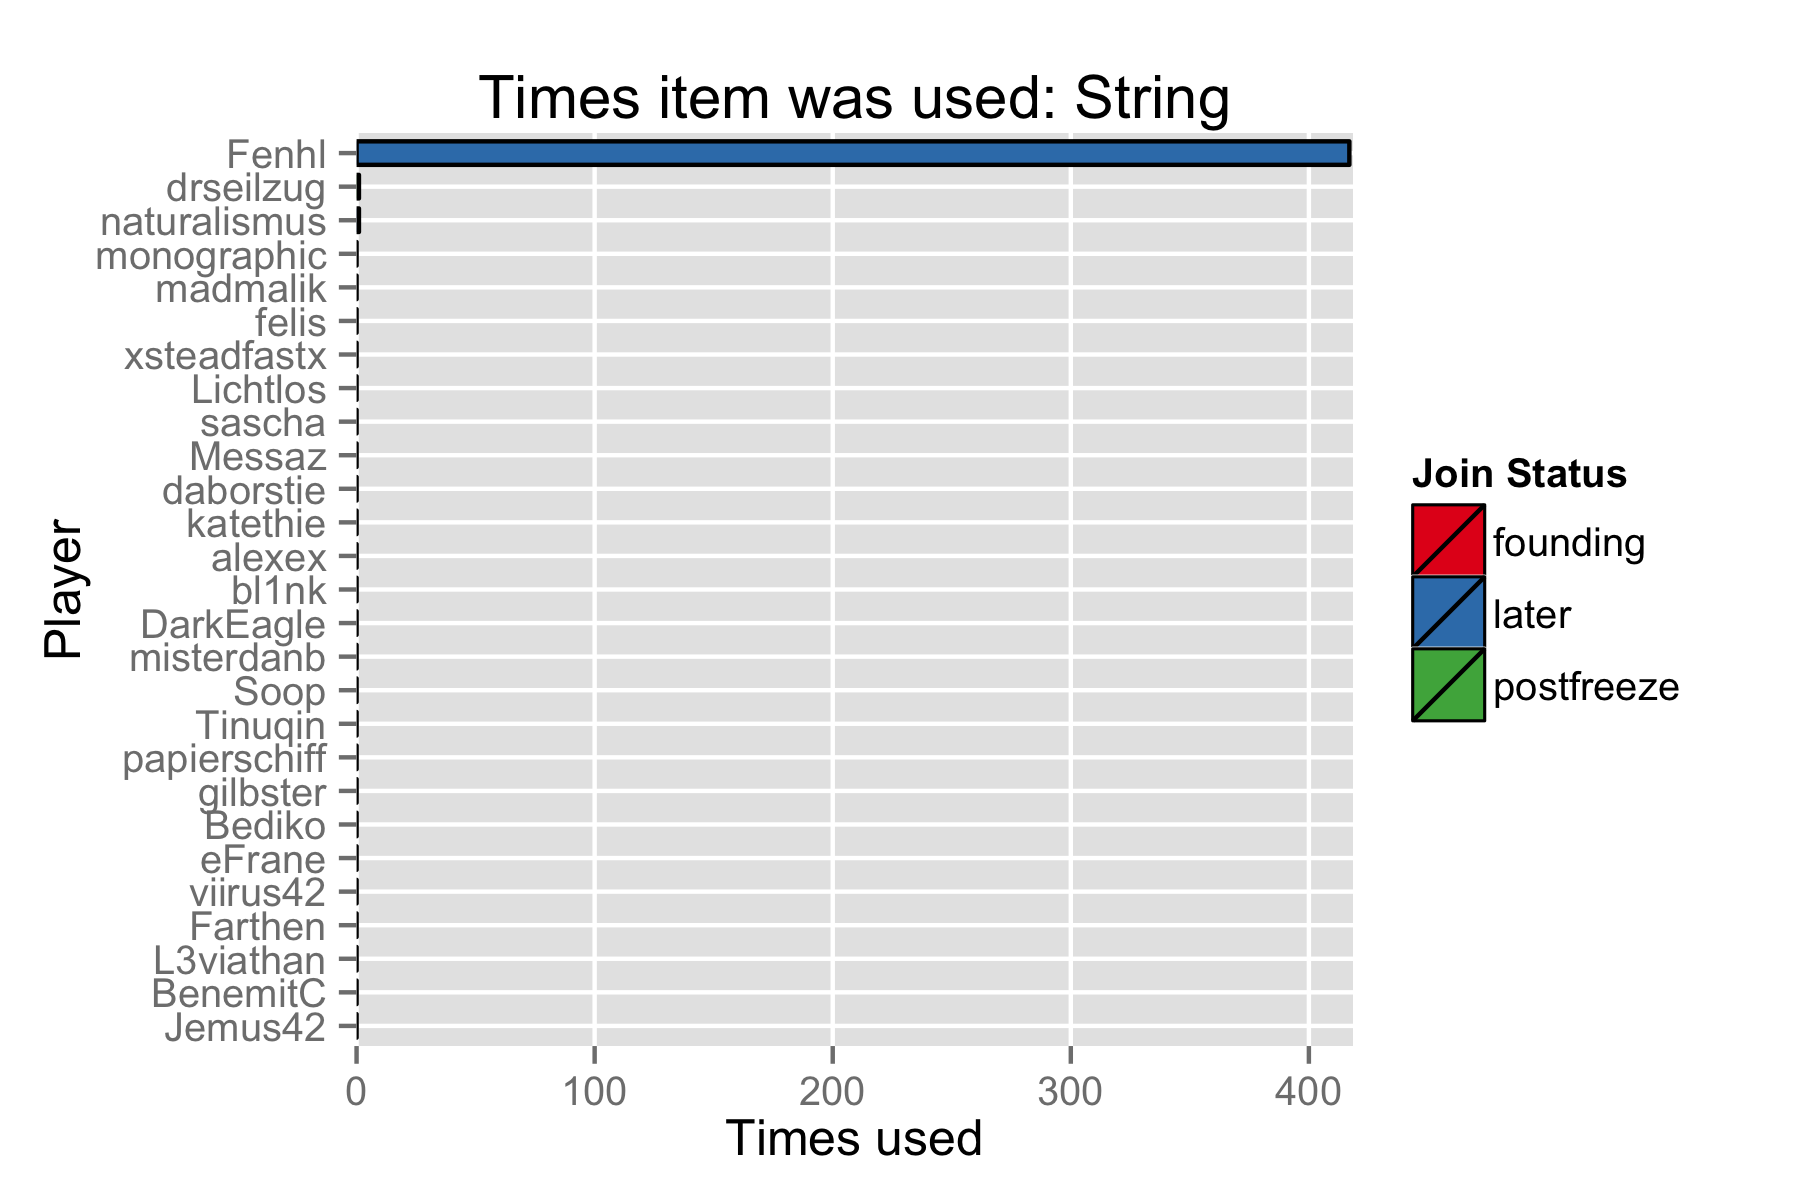 Times item was used: String
Fenhl
drseilzug
naturalismus
monographic
madmalik
felis
xsteadfastx
Lichtlos
sascha
Messaz
daborstie
katethie
alexex
bl1nk
DarkEagle
misterdanb
Soop
Tinuqin
papierschiff
gilbster
Bediko
eFrane
viirus42
Farthen
L3viathan
BenemitC
Jemus42
Player
0 100 200 300 400
Times used
Join Status
founding
later
postfreeze